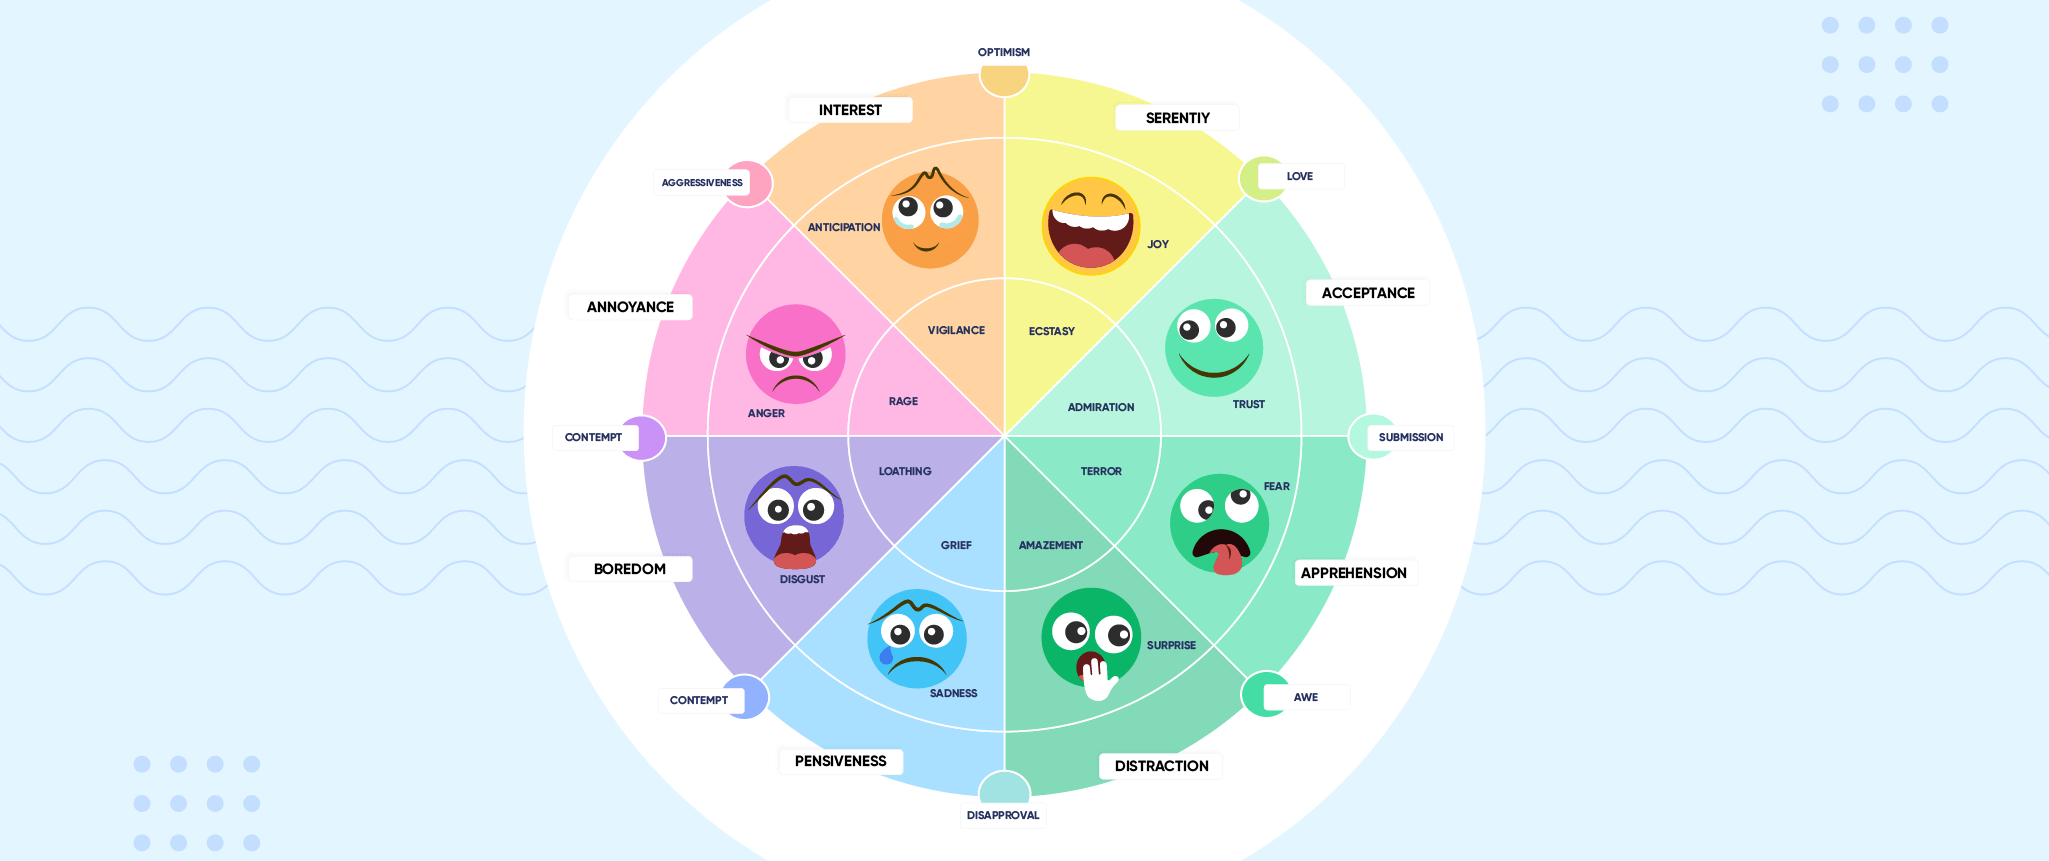 OPTIMISM
INTEREST
SERENTIY
AGGRESSIVENESS
LOVE
ANTICIPATION
JOY
ANNOYANCE
ACCEPTANCE
VIGILANCE
ECSTASY
RAGE
ADMIRATION
TRUST
ANGER
CONTEMPT
SUBMISSION
LOATHING
TERROR
FEAR
GRIEF
AMAZEMENT
BOREDOM
APPREHENSION
DISGUST
SURPRISE
SADNESS
CONTEMPT
AWE
PENSIVENESS
DISTRACTION
DISAPPROVAL